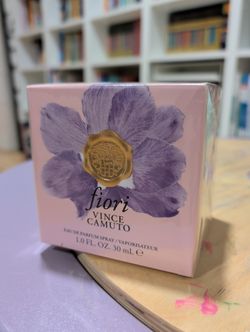 fiori
VINCE
CAMUTO
EAU DE PARFUM SPRAY / VAPORISATEUR
1.0 FL. OZ. 30 mL ℮